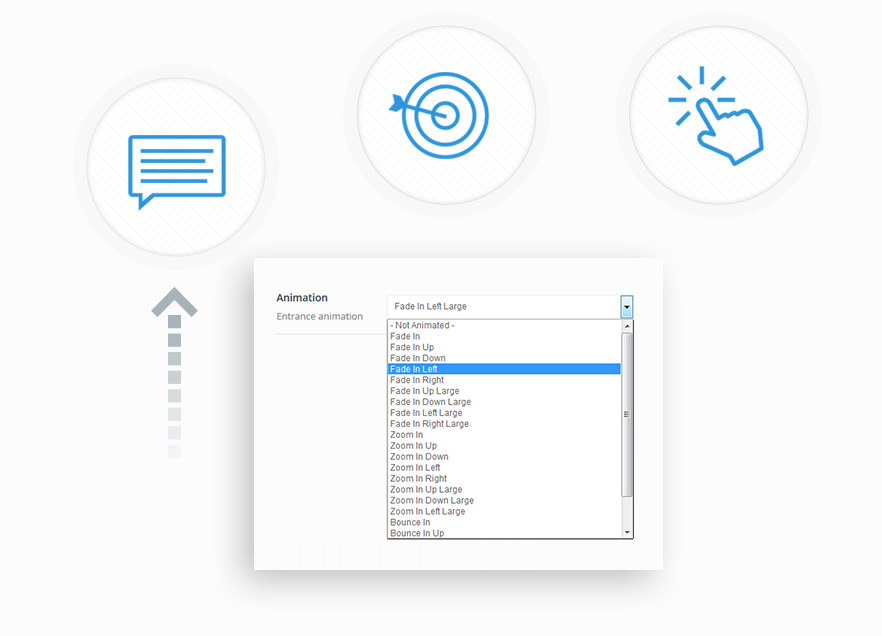 Animation
Entrance animation
Fade In Left Large
- Not Animated -
Fade In
Fade In Up
Fade In Down
Fade In Left
Fade In Right
Fade In Up Large
Fade In Down Large
Fade In Left Large
Fade In Right Large
Zoom In
Zoom In Up
Zoom In Down
Zoom In Left
Zoom In Right
Zoom In Up Large
Zoom In Down Large
Zoom In Left Large
Bounce In
Bounce In Up